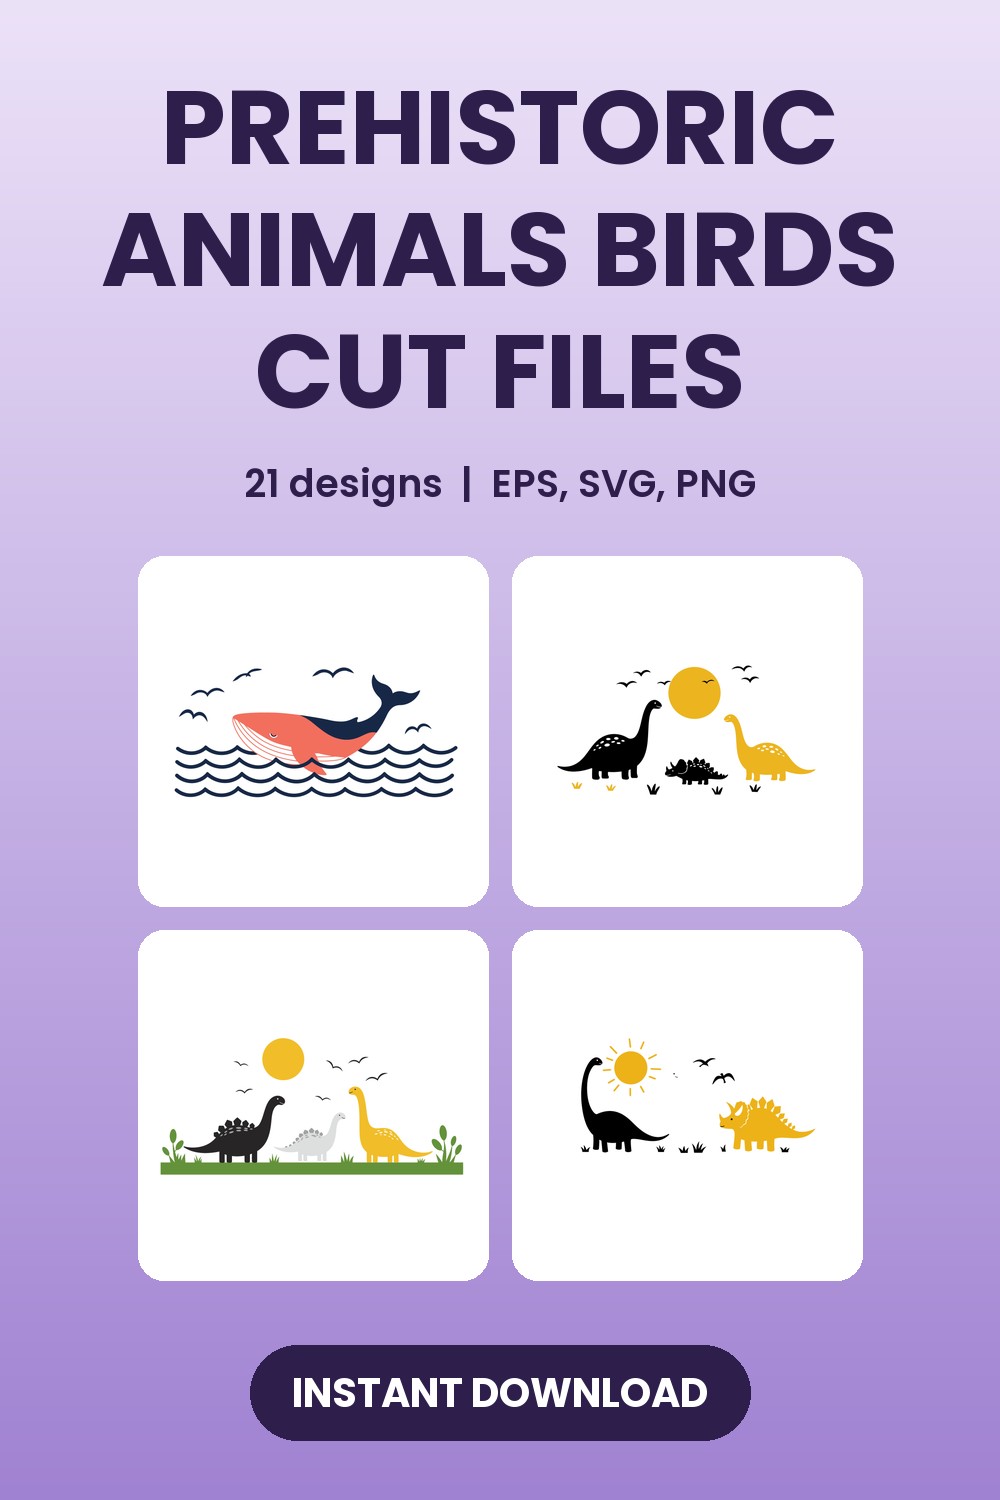 PREHISTORIC
ANIMALS BIRDS
CUT FILES
21 designs | EPS, SVG, PNG
INSTANT DOWNLOAD